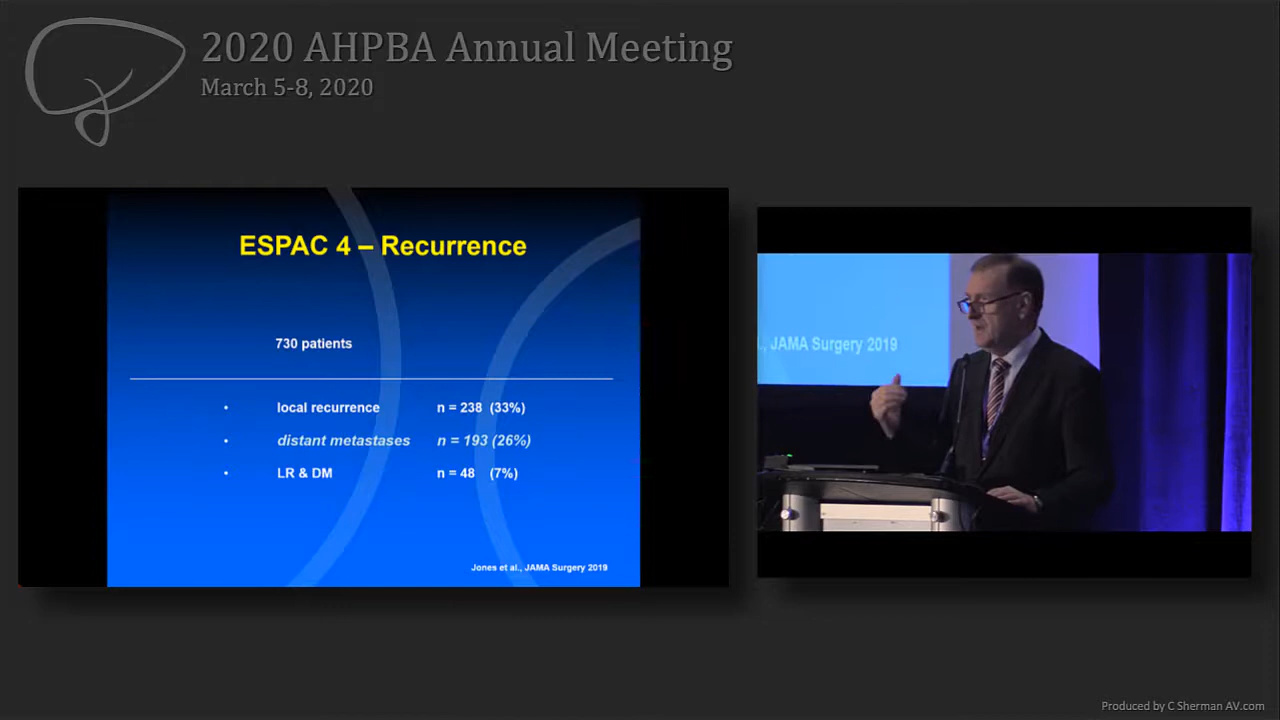 2020 AHPBA Annual Meeting
March 5-8, 2020
ESPAC 4 – Recurrence
730 patients
• local recurrence n = 238 (33%)
• distant metastases n = 193 (26%)
• LR & DM n = 48 (7%)
Jones et al., JAMA Surgery 2019
., JAMA Surgery 2019
Produced by C Sherman AV.com